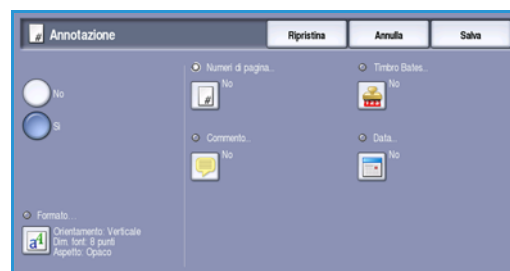 Annotazione
Ripristina
Annulla
Salva
No
Sì
Numeri di pagina...
No
Timbro Bates...
No
Commento...
No
Data...
No
Formato...
Orientamento: Verticale
Dim. font: 8 punti
Aspetto: Opaco